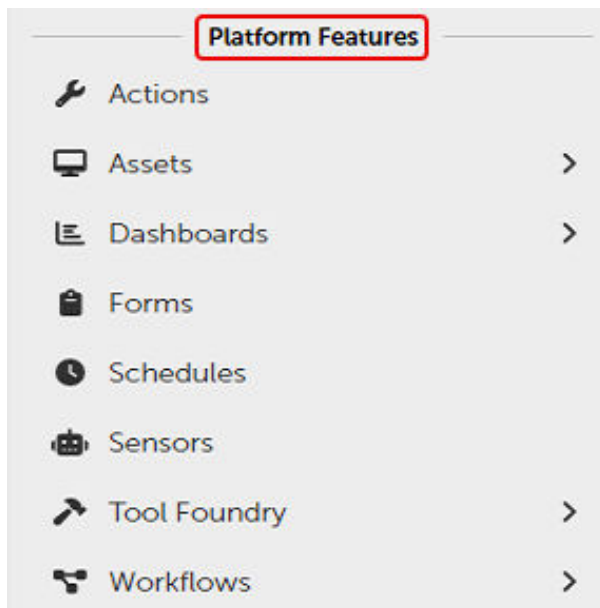 Platform Features
Actions
Assets
Dashboards
Forms
Schedules
Sensors
Tool Foundry
Workflows